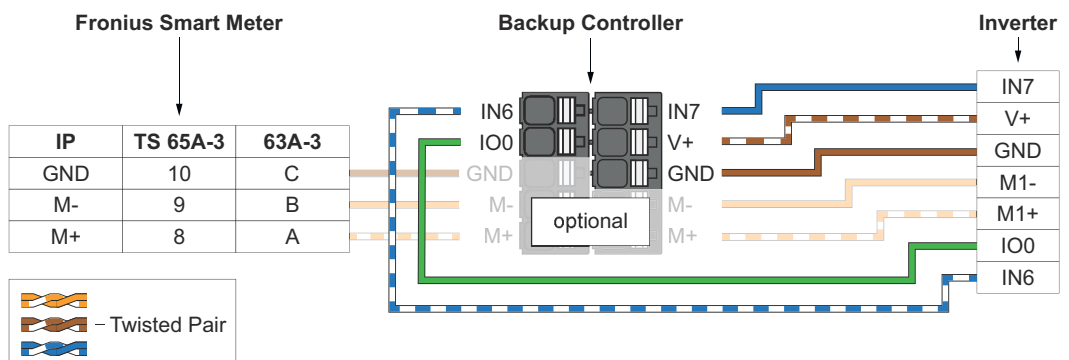 Fronius Smart Meter
Backup Controller
Inverter
IP TS 65A-3 63A-3
GND 10 C
M- 9 B
M+ 8 A
IN6
IO0
GND
M-
M+
optional
IN7
V+
GND
M-
M+
IN7
V+
GND
M1-
M1+
IO0
IN6
– Twisted Pair